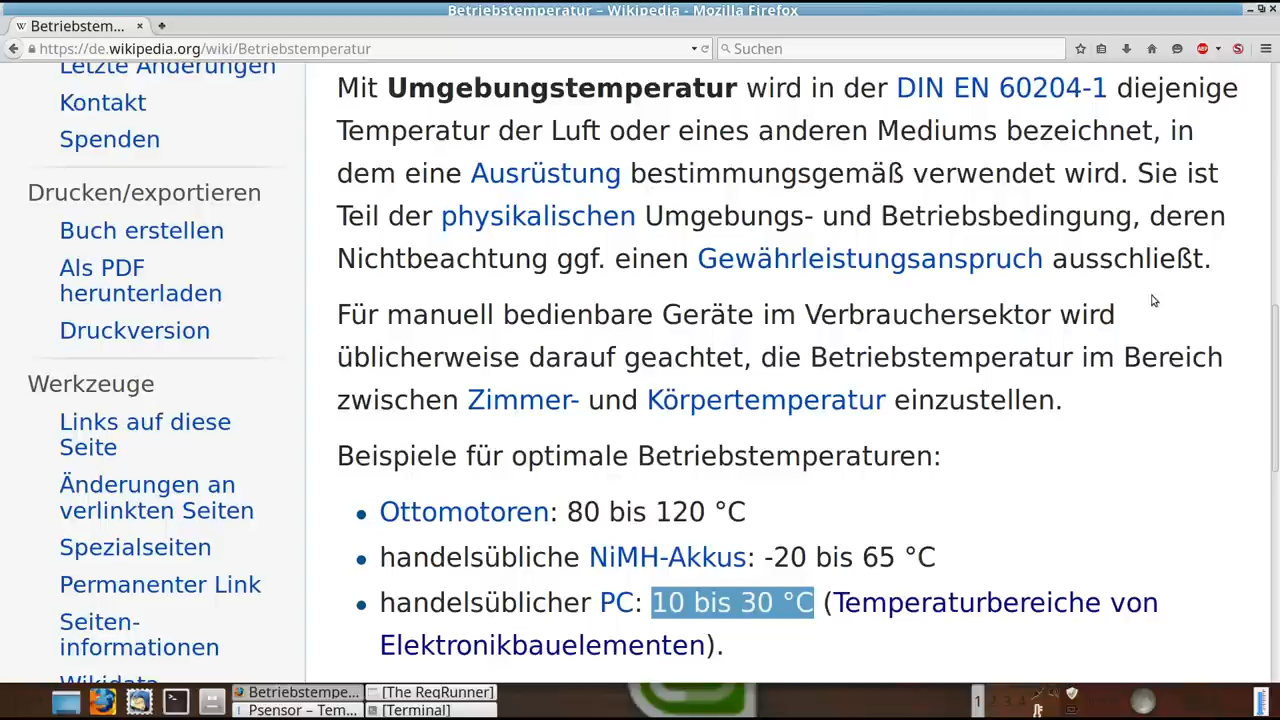 Betriebstemperatur – Wikipedia - Mozilla Firefox
Betriebstem...
https://de.wikipedia.org/wiki/Betriebstemperatur
Suchen
Letzte Änderungen
Kontakt
Spenden
Drucken/exportieren
Buch erstellen
Als PDF
herunterladen
Druckversion
Werkzeuge
Links auf diese
Seite
Änderungen an
verlinkten Seiten
Spezialseiten
Permanenter Link
Seiten-
informationen
Wikidata-
Mit Umgebungstemperatur wird in der DIN EN 60204-1 diejenige
Temperatur der Luft oder eines anderen Mediums bezeichnet, in
dem eine Ausrüstung bestimmungsgemäß verwendet wird. Sie ist
Teil der physikalischen Umgebungs- und Betriebsbedingung, deren
Nichtbeachtung ggf. einen Gewährleistungsanspruch ausschließt.
Für manuell bedienbare Geräte im Verbrauchersektor wird
üblicherweise darauf geachtet, die Betriebstemperatur im Bereich
zwischen Zimmer- und Körpertemperatur einzustellen.
Beispiele für optimale Betriebstemperaturen:
• Ottomotoren: 80 bis 120 °C
• handelsübliche NiMH-Akkus: -20 bis 65 °C
• handelsüblicher PC: 10 bis 30 °C (Temperaturbereiche von
Elektronikbauelementen).
Betriebstempe...
[The RegRunner]
Psensor – Tem...
[Terminal]
1 2 3 4